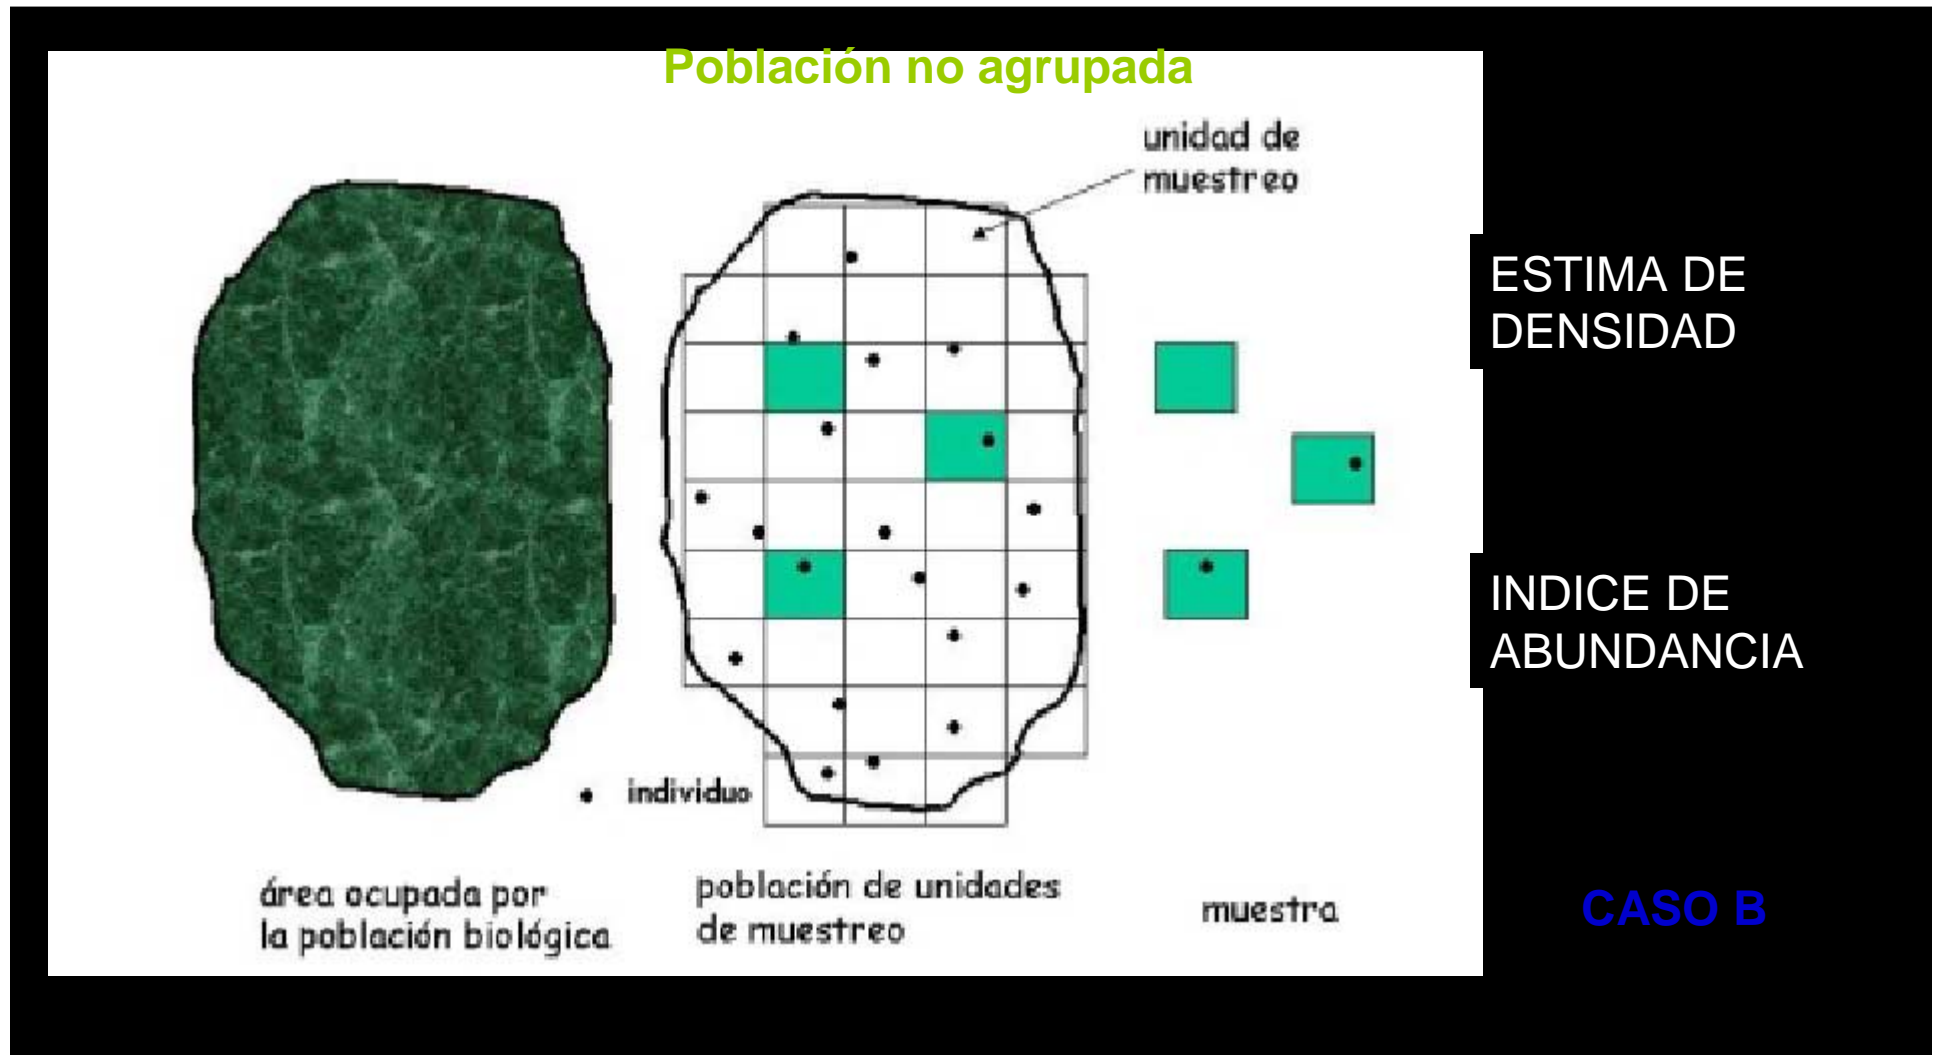 Población no agrupada
unidad de
muestreo
ESTIMA DE
DENSIDAD
INDICE DE
ABUNDANCIA
individuo
área ocupada por
la población biológica
población de unidades
de muestreo
muestra
CASO B